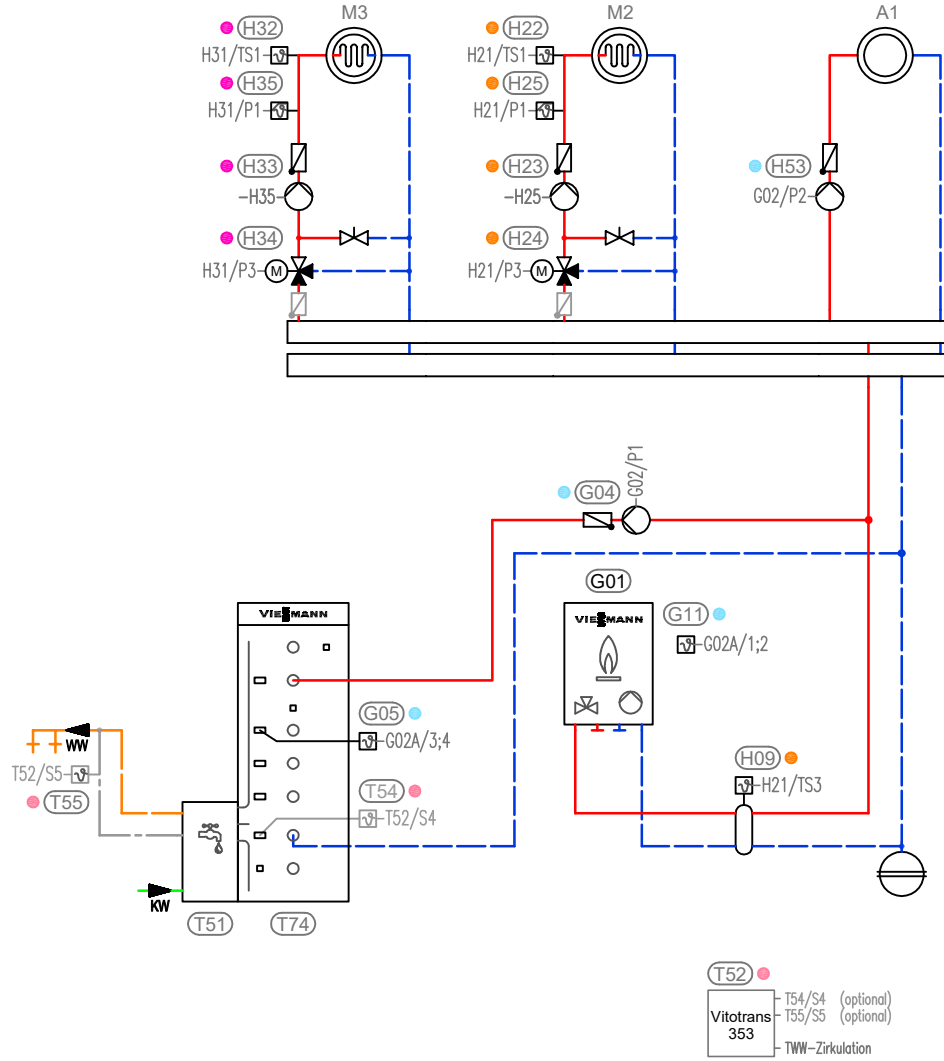 M3
M2
A1
H32
H22
H31/TS1
H21/TS1
H35
H25
H31/P1
H21/P1
H33
H23
H53
-H35
-H25
G02/P2
H34
H24
H31/P3
M
H21/P3
M
G02/P1
G04
G01
VIESSMANN
VIESSMANN
G11
G02A/1;2
G05
G02A/3;4
WW
T52/S5
T55
H09
H21/TS3
T54
T52/S4
KW
T51
T74
T52
Vitotrans
353
T54/S4 (optional)
T55/S5 (optional)
TWW-Zirkulation